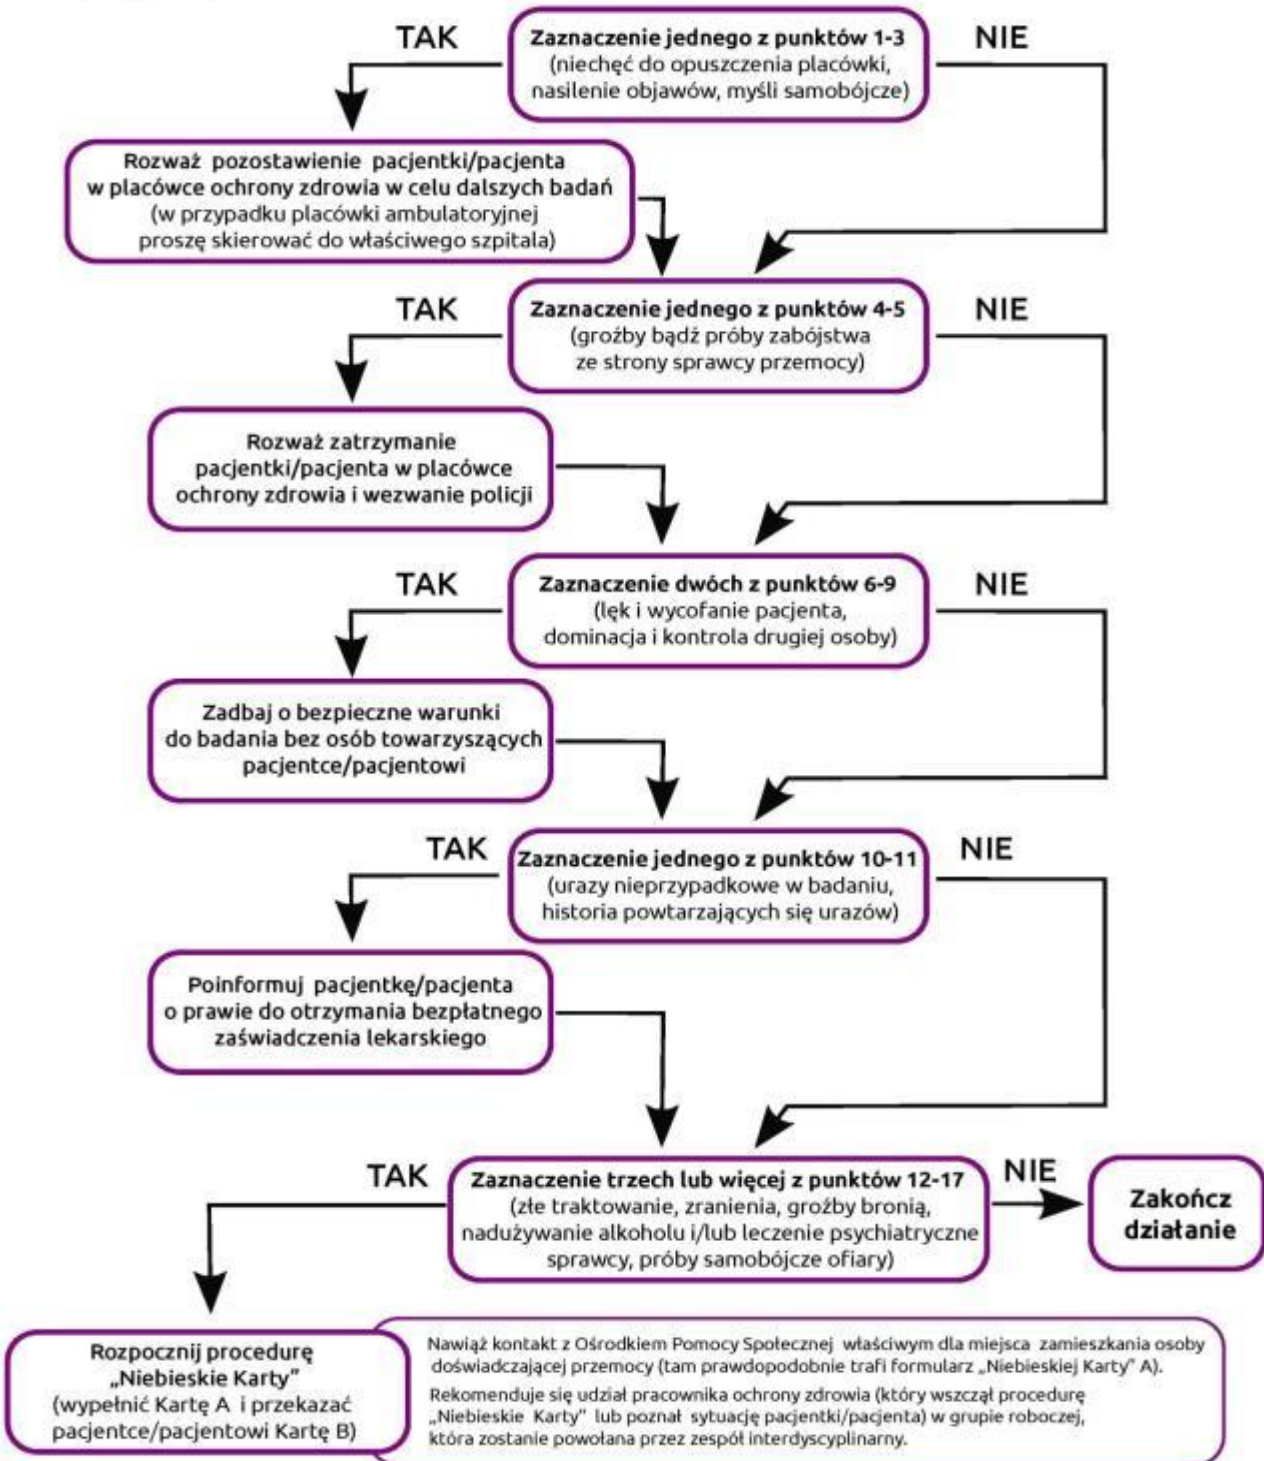 TAK
Zaznaczenie jednego z punktów 1-3
(niechęć do opuszczenia placówki,
nasilenie objawów, myśli samobójcze)
NIE
Rozważ pozostawienie pacjentki/pacjenta
w placówce ochrony zdrowia w celu dalszych badań
(w przypadku placówki ambulatoryjnej
proszę skierować do właściwego szpitala)
TAK
Zaznaczenie jednego z punktów 4-5
(groźby bądź próby zabójstwa
ze strony sprawcy przemocy)
NIE
Rozważ zatrzymanie
pacjentki/pacjenta w placówce
ochrony zdrowia i wezwanie policji
TAK
Zaznaczenie dwóch z punktów 6-9
(lęk i wycofanie pacjenta,
dominacja i kontrola drugiej osoby)
NIE
Zadbaj o bezpieczne warunki
do badania bez osób towarzyszących
pacjentce/pacjentowi
TAK
Zaznaczenie jednego z punktów 10-11
(urazy nieprzypadkowe w badaniu,
historia powtarzających się urazów)
NIE
Poinformuj pacjentkę/pacjenta
o prawie do otrzymania bezpłatnego
zaświadczenia lekarskiego
TAK
Zaznaczenie trzech lub więcej z punktów 12-17
(złe traktowanie, zranienia, groźby bronią,
nadużywanie alkoholu i/lub leczenie psychiatryczne
sprawcy, próby samobójcze ofiary)
NIE
Zakończ
działanie
Rozpocznij procedurę
„Niebieskie Karty”
(wypełnić Kartę A i przekazać
pacjentce/pacjentowi Kartę B)
Nawiąż kontakt z Ośrodkiem Pomocy Społecznej właściwym dla miejsca zamieszkania osoby
doświadczającej przemocy (tam prawdopodobnie trafi formularz „Niebieskiej Karty” A).
Rekomenduje się udział pracownika ochrony zdrowia (który wszczął procedurę
„Niebieskie Karty” lub poznał sytuację pacjentki/pacjenta) w grupie roboczej,
która zostanie powołana przez zespół interdyscyplinarny.